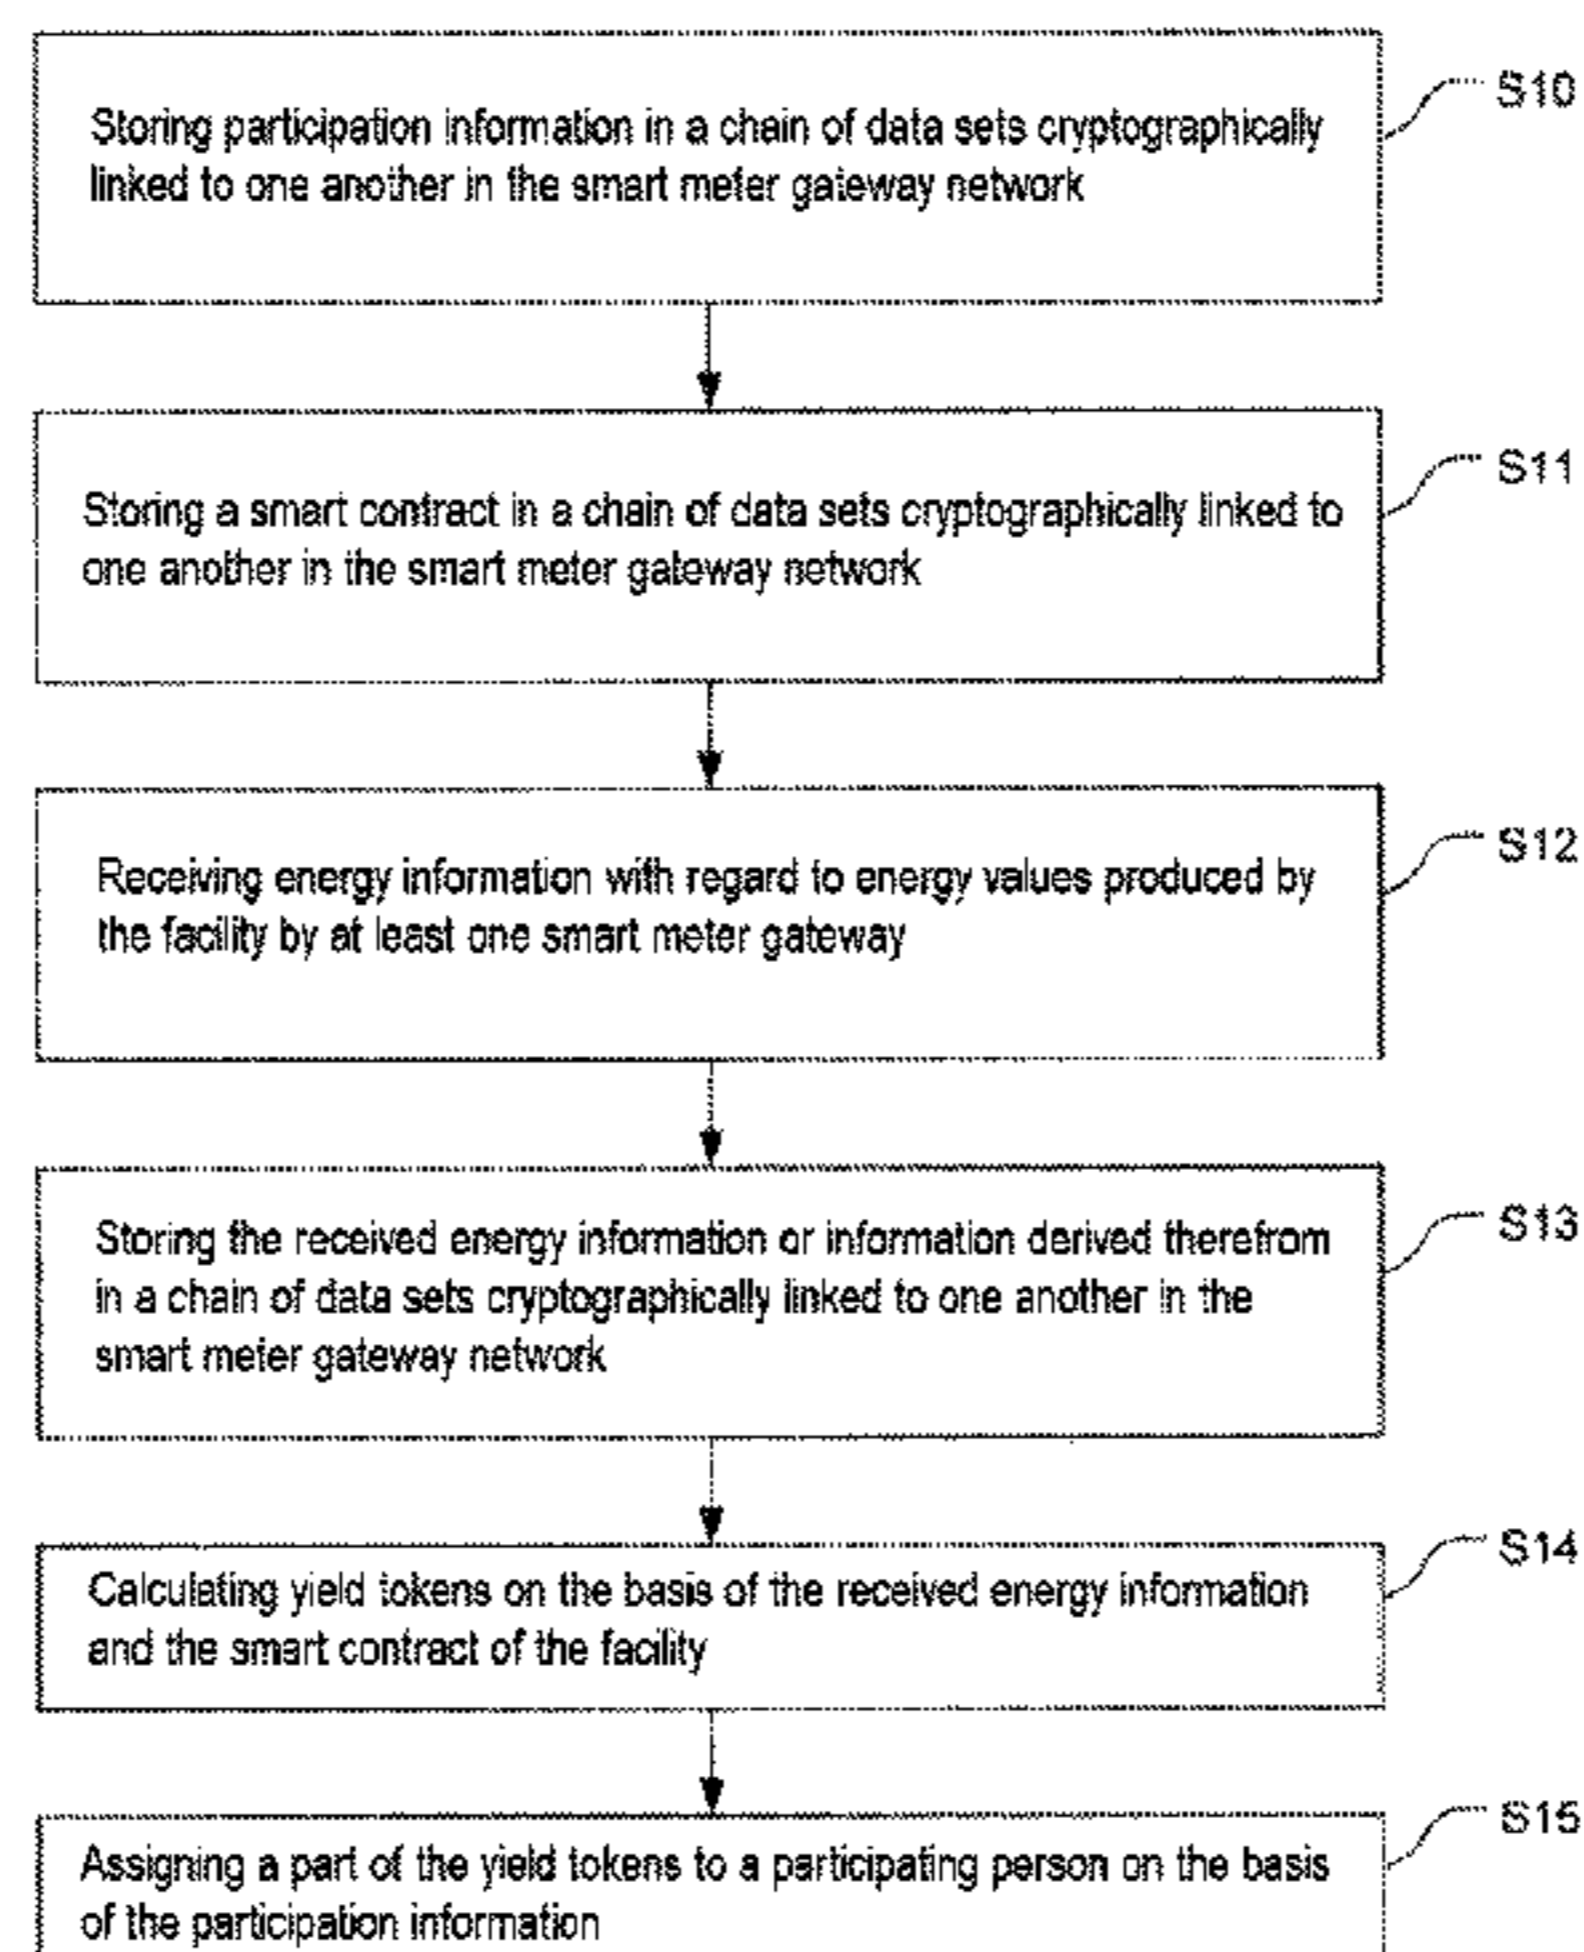 S10
Storing participation information in a chain of data sets cryptographically
linked to one another in the smart meter gateway network
S11
Storing a smart contract in a chain of data sets cryptographically linked to
one another in the smart meter gateway network
S12
Receiving energy information with regard to energy values produced by
the facility by at least one smart meter gateway
S13
Storing the received energy information or information derived therefrom
in a chain of data sets cryptographically linked to one another in the
smart meter gateway network
S14
Calculating yield tokens on the basis of the received energy information
and the smart contract of the facility
S15
Assigning a part of the yield tokens to a participating person on the basis
of the participation information